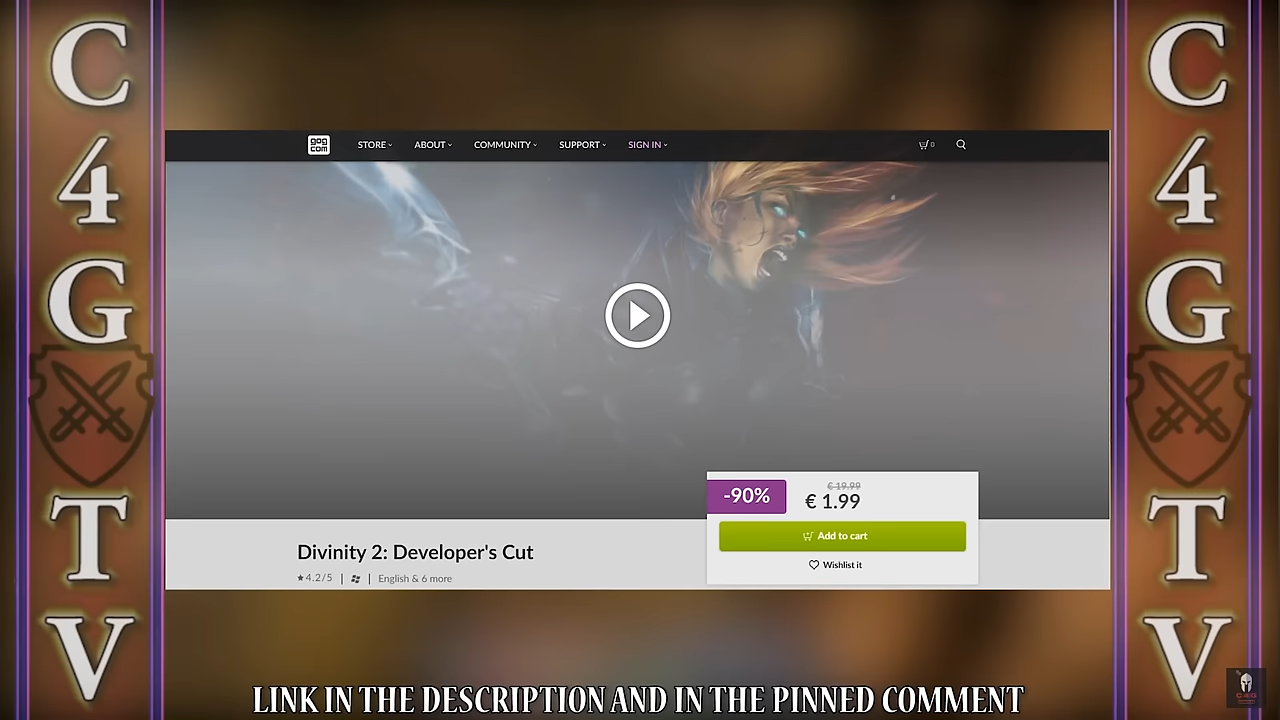 C
4
G
T
V
gog
com
STORE
ABOUT
COMMUNITY
SUPPORT
SIGN IN
0
-90%
€ 19.99
€ 1.99
Add to cart
Wishlist it
Divinity 2: Developer's Cut
4.2/5 | | English & 6 more
C
4
G
T
V
LINK IN THE DESCRIPTION AND IN THE PINNED COMMENT